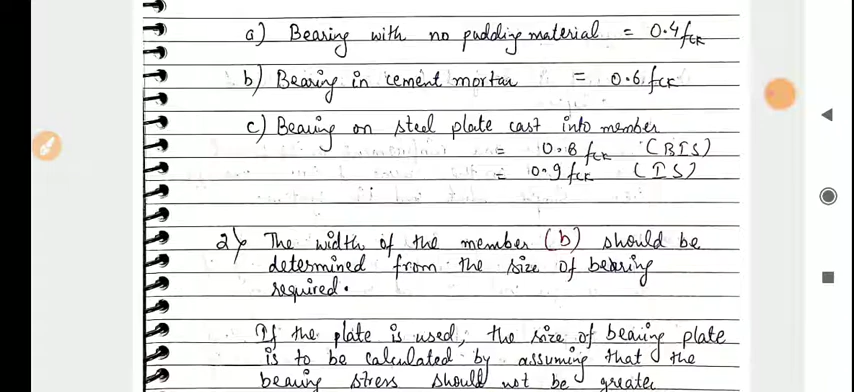 a) Bearing with no padding material = 0.4fck
b) Bearing in cement mortar = 0.6 fck
c) Bearing on steel plate cast into member
= 0.8 fck (BIS)
= 0.9 fck (IS)
2) The width of the member (b) should be
determined from the size of bearing
required.
If the plate is used, the size of bearing plate
is to be calculated by assuming that the
bearing stress should not be greater